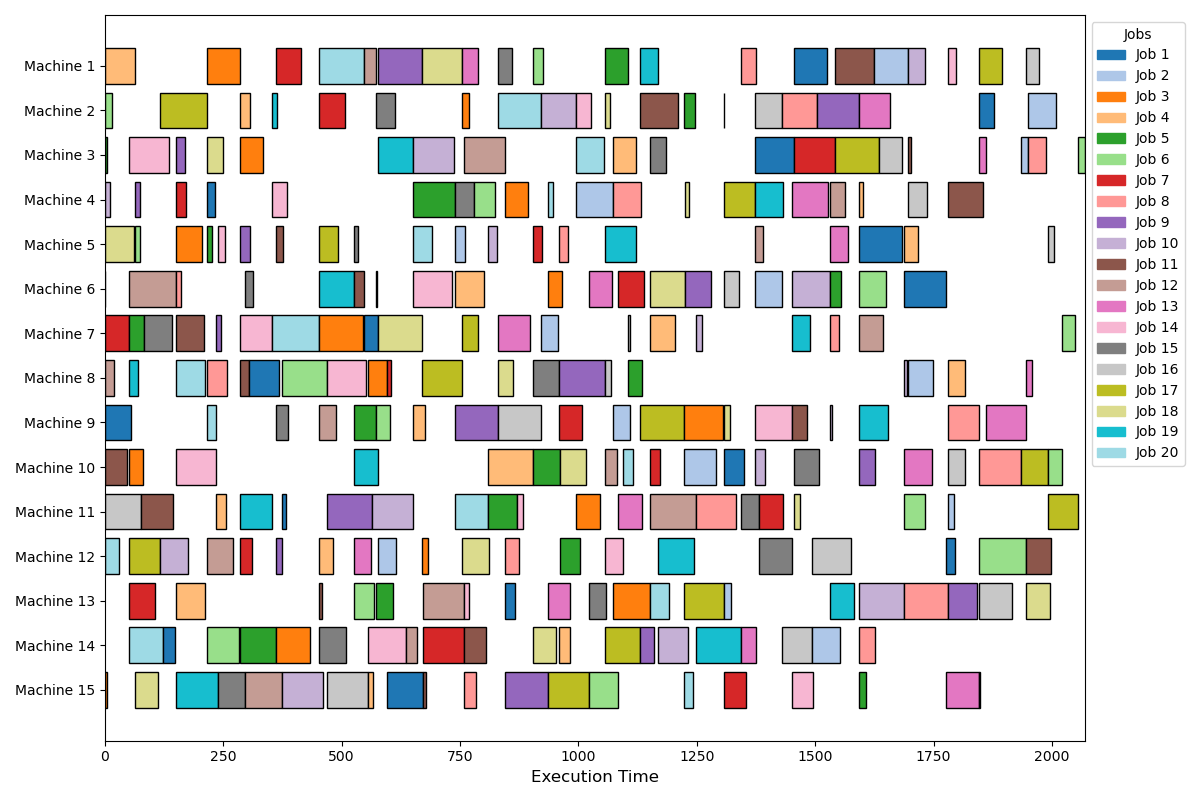 Machine 1
Machine 2
Machine 3
Machine 4
Machine 5
Machine 6
Machine 7
Machine 8
Machine 9
Machine 10
Machine 11
Machine 12
Machine 13
Machine 14
Machine 15
0 250 500 750 1000 1250 1500 1750 2000
Execution Time
Jobs
Job 1
Job 2
Job 3
Job 4
Job 5
Job 6
Job 7
Job 8
Job 9
Job 10
Job 11
Job 12
Job 13
Job 14
Job 15
Job 16
Job 17
Job 18
Job 19
Job 20